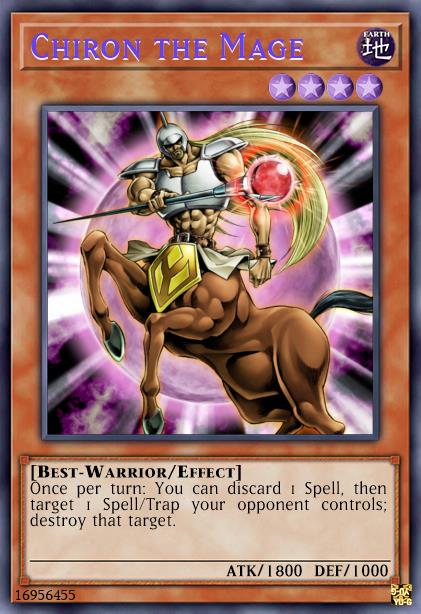 CHIRON THE MAGE
EARTH
地
[BEST-WARRIOR/EFFECT]
Once per turn: You can discard 1 Spell, then
target 1 Spell/Trap your opponent controls;
destroy that target.
ATK/1800 DEF/1000
16956455